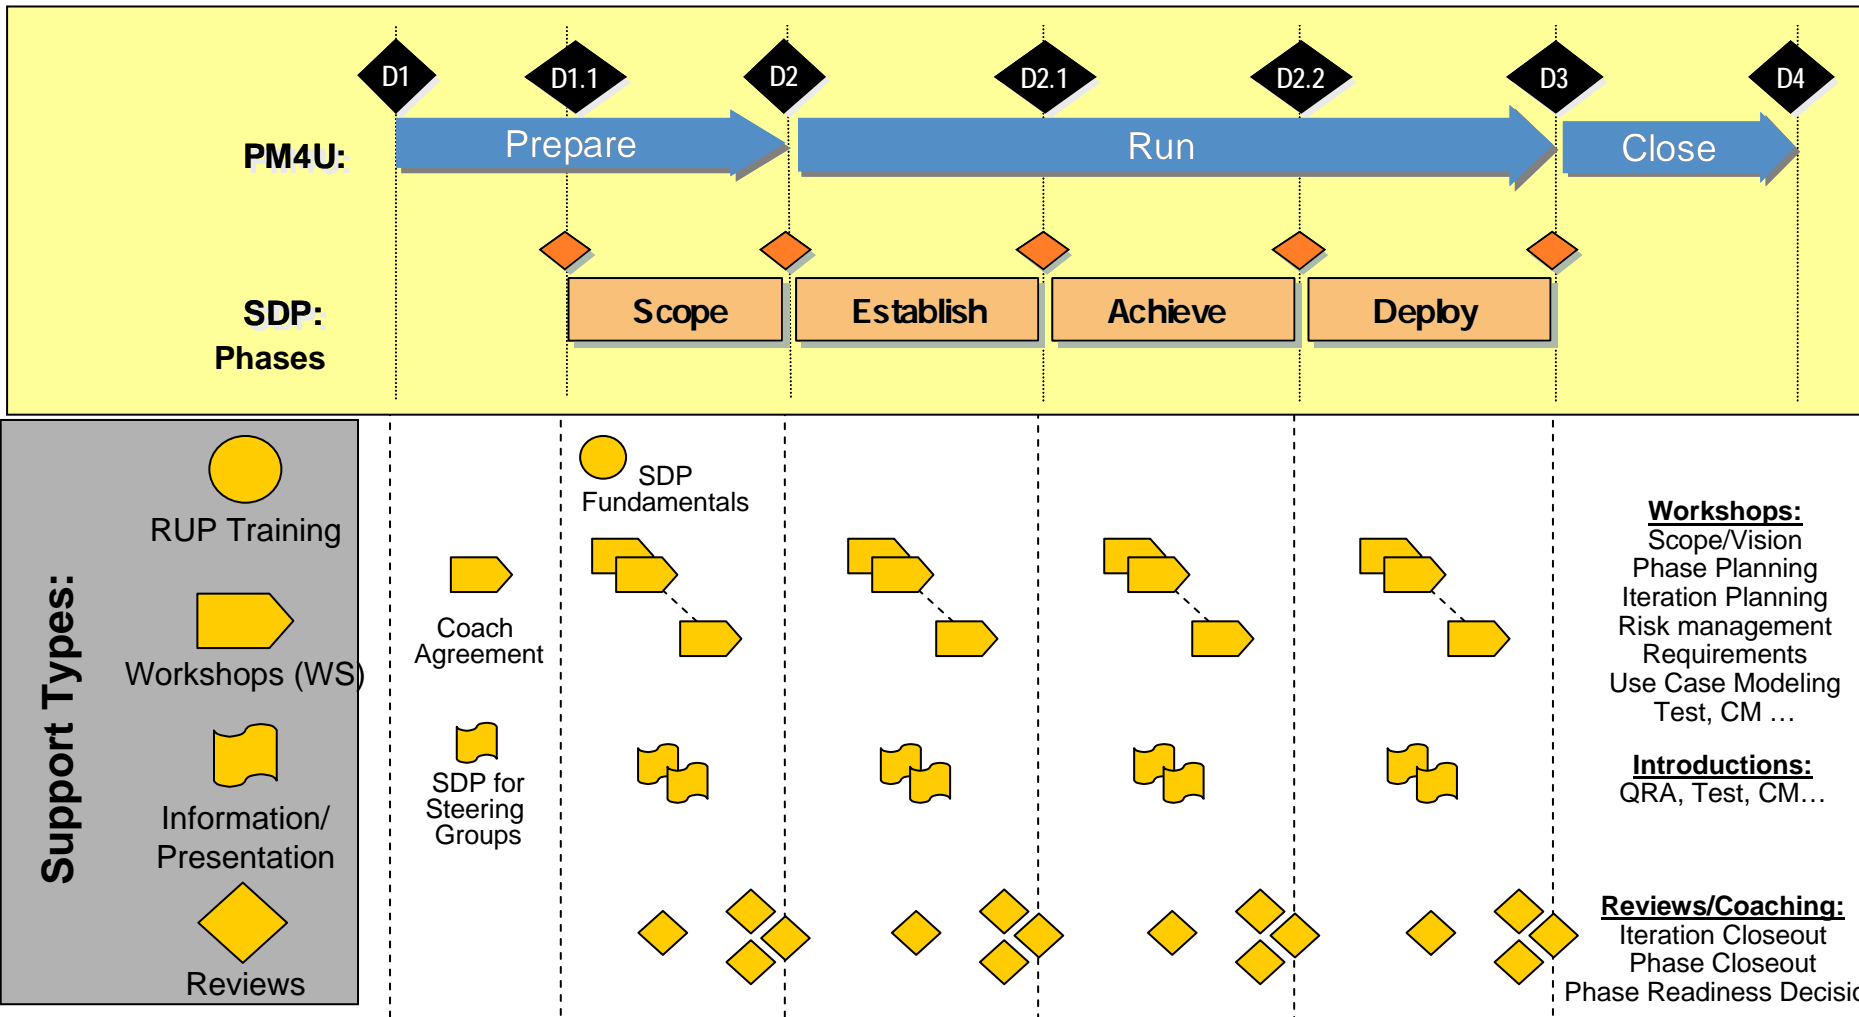 D1
D1.1
D2
D2.1
D2.2
D3
D4
PM4U:
Prepare
Run
Close
SDP:
Phases
Scope
Establish
Achieve
Deploy
Support Types:
RUP Training
Workshops (WS)
Information/
Presentation
Reviews
SDP
Fundamentals
Coach
Agreement
SDP for
Steering
Groups
Workshops:
Scope/Vision
Phase Planning
Iteration Planning
Risk management
Requirements
Use Case Modeling
Test, CM …
Introductions:
QRA, Test, CM…
Reviews/Coaching:
Iteration Closeout
Phase Closeout
Phase Readiness